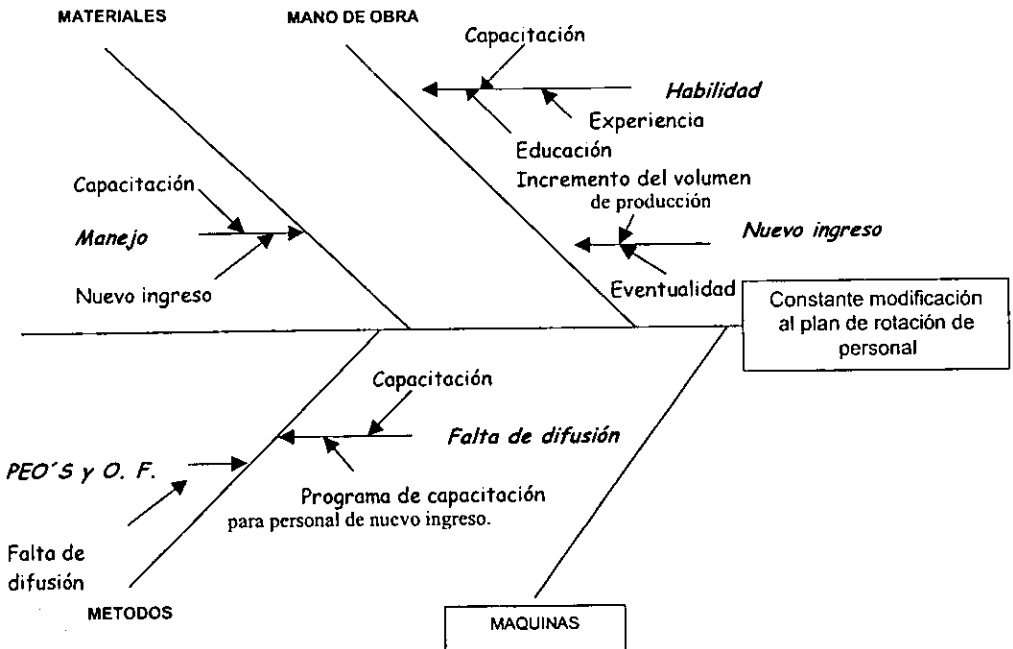 MATERIALES
MANO DE OBRA
Capacitación
Habilidad
Experiencia
Educación
Incremento del volumen
de producción
Capacitación
Manejo
Nuevo ingreso
Nuevo ingreso
Eventualidad
Constante modificación
al plan de rotación de
personal
Capacitación
Falta de difusión
PEO´S y O. F.
Programa de capacitación
para personal de nuevo ingreso.
Falta de
difusión
METODOS
MAQUINAS